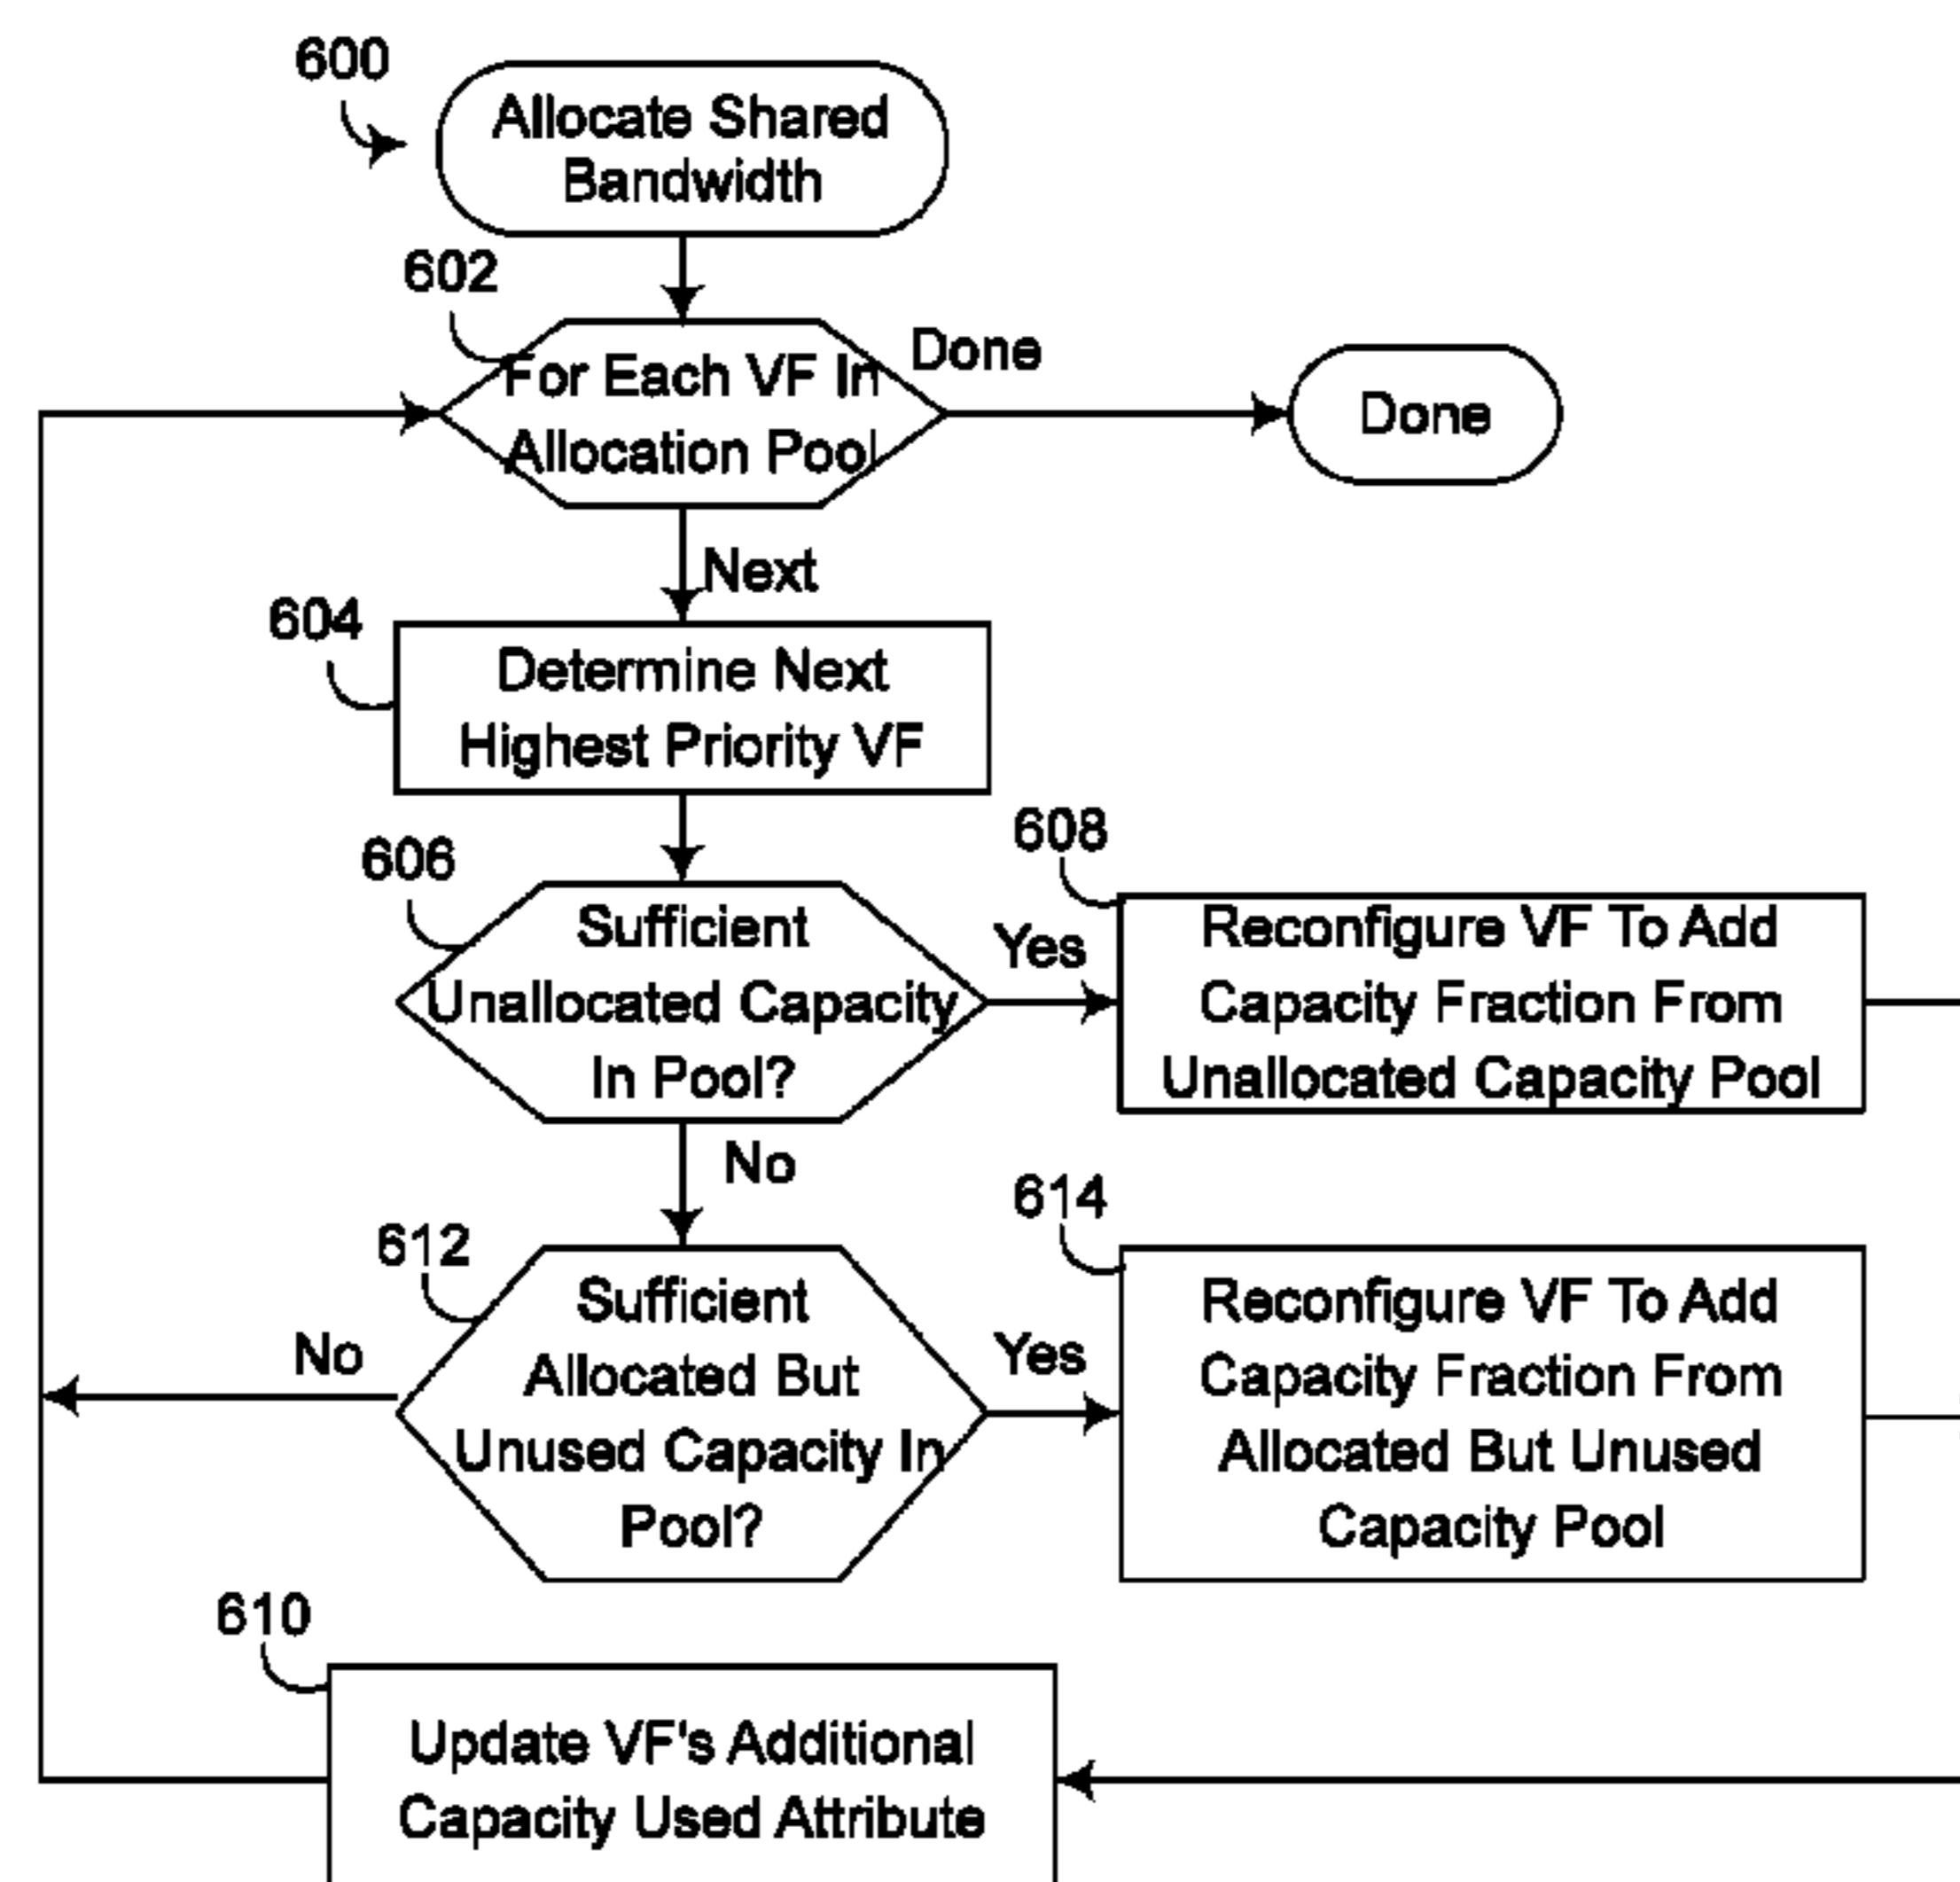 600
Allocate Shared
Bandwidth
602
For Each VF In
Allocation Pool
Done
Done
Next
604
Determine Next
Highest Priority VF
606
Sufficient
Unallocated Capacity
In Pool?
Yes
608
Reconfigure VF To Add
Capacity Fraction From
Unallocated Capacity Pool
No
612
Sufficient
Allocated But
Unused Capacity In
Pool?
No
Yes
614
Reconfigure VF To Add
Capacity Fraction From
Allocated But Unused
Capacity Pool
610
Update VF's Additional
Capacity Used Attribute